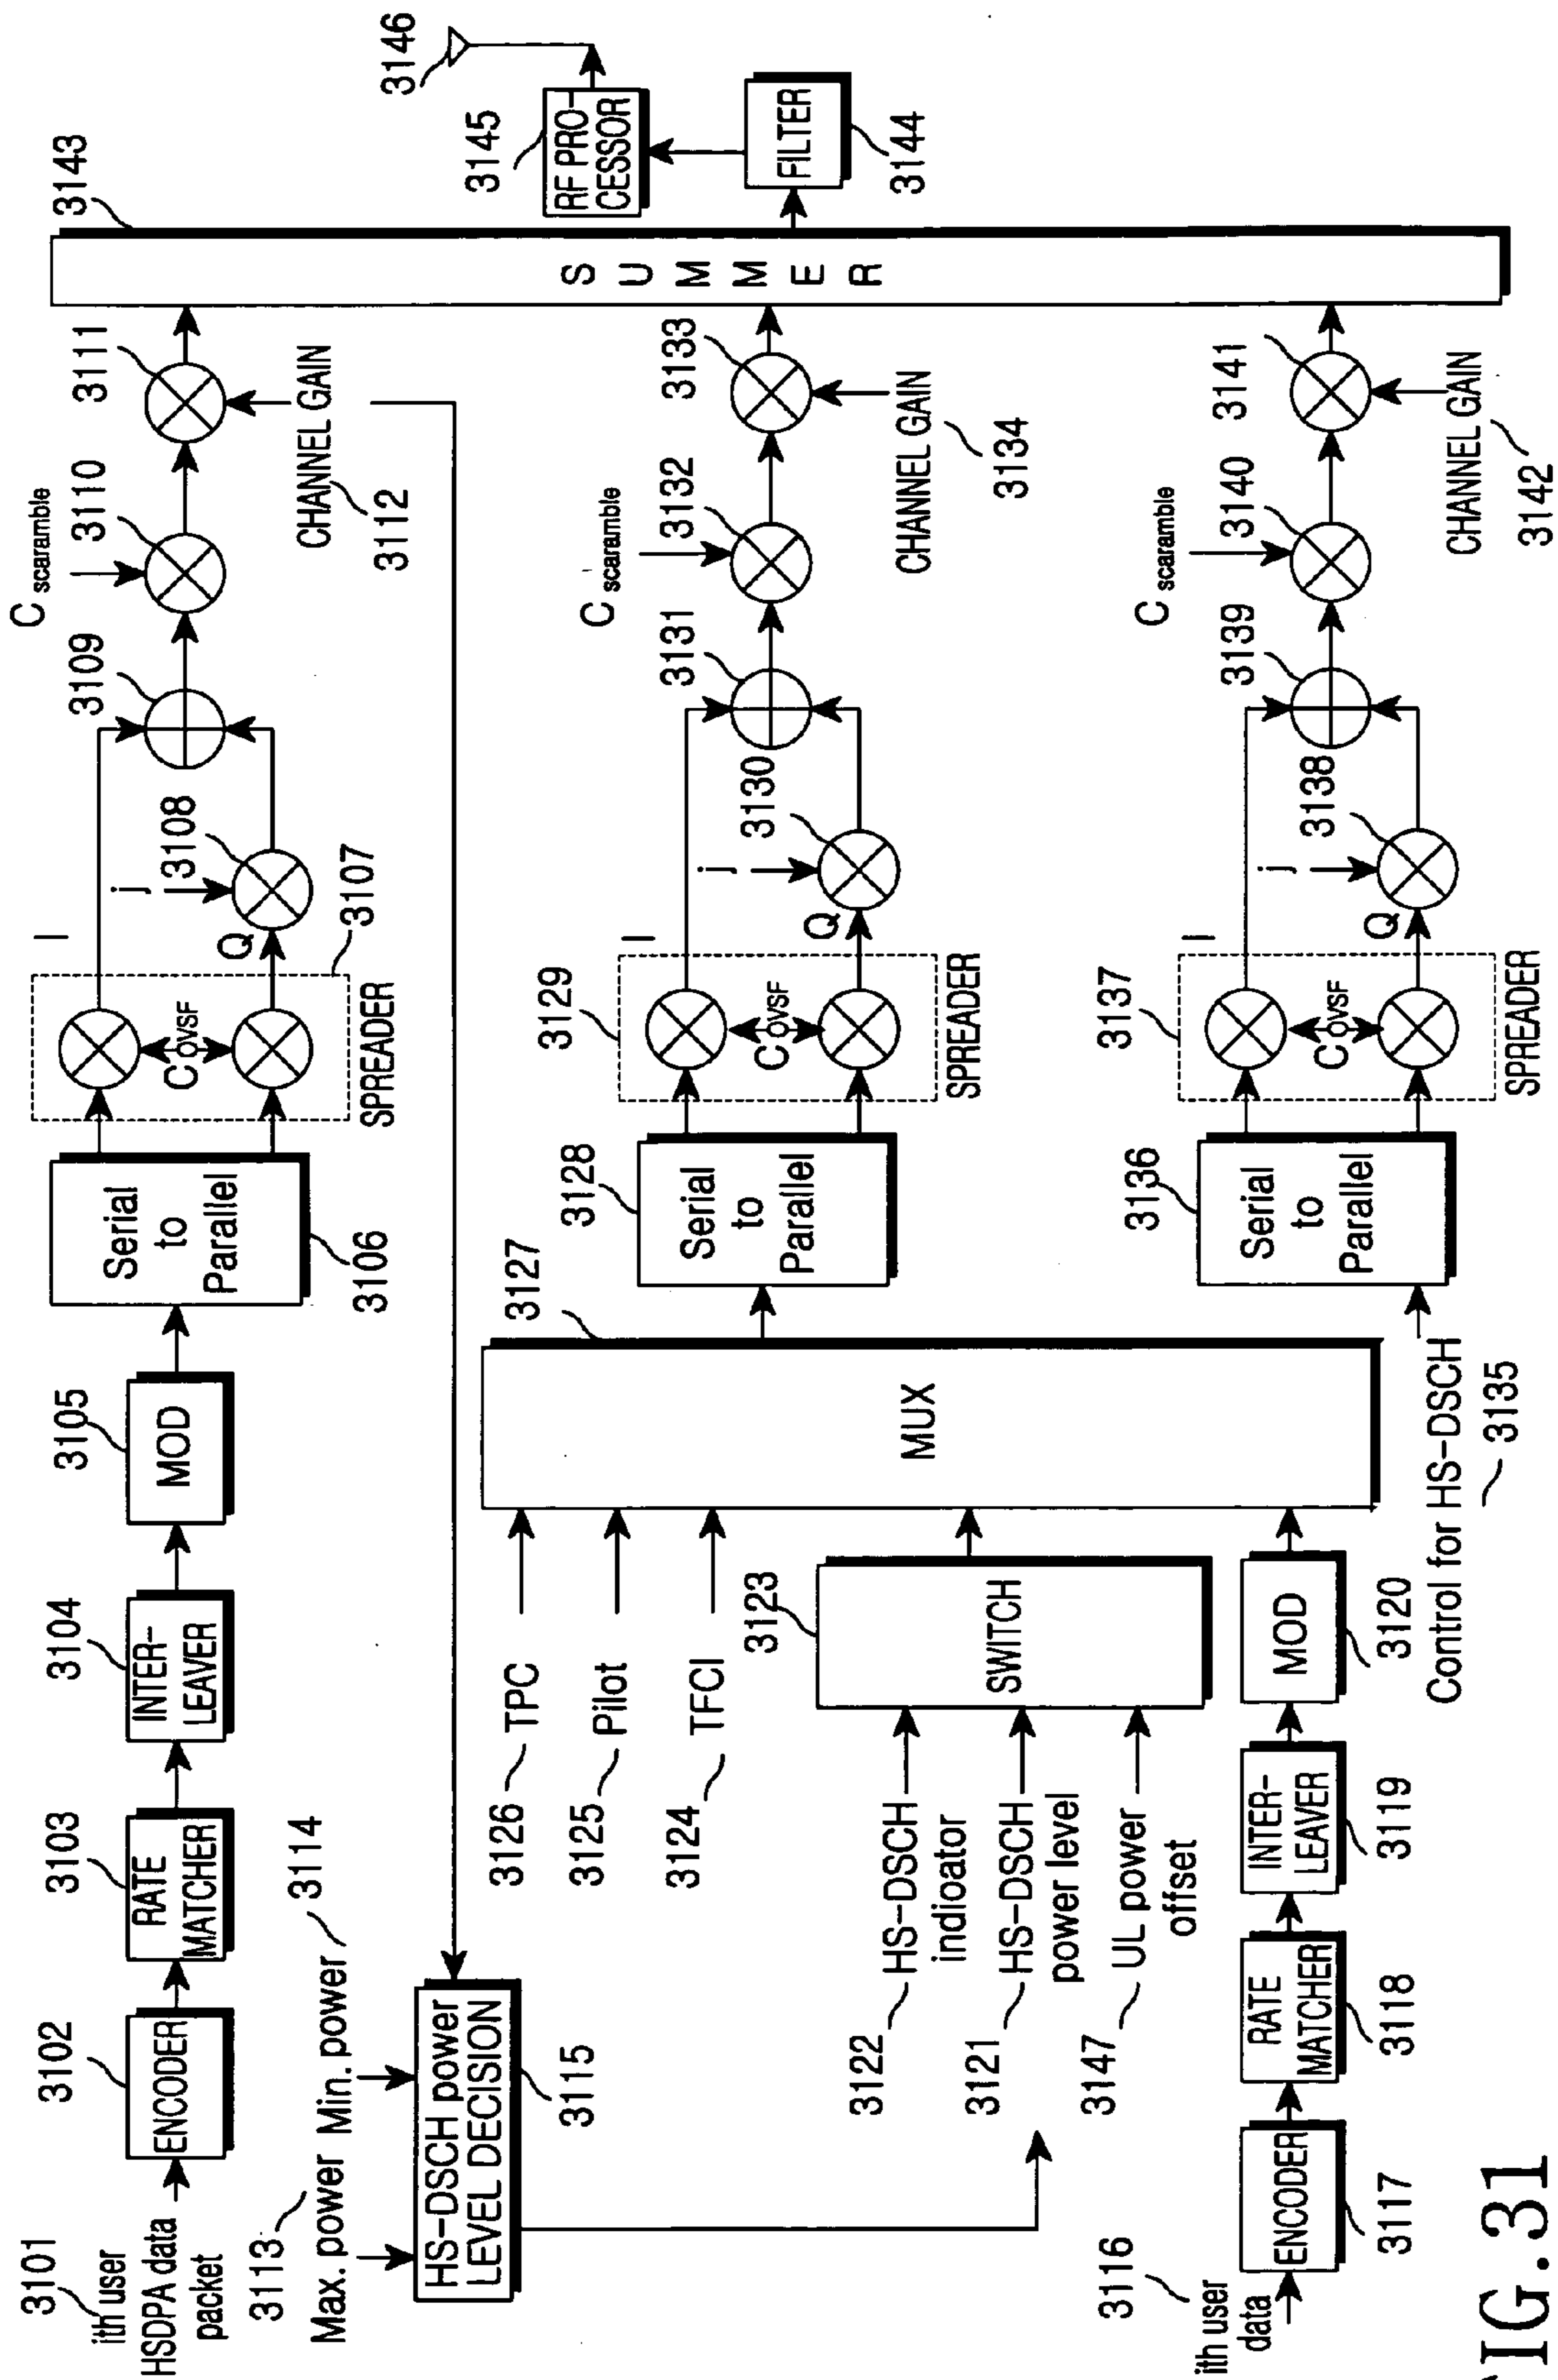 3101
ith user
HSDPA data
packet
3102
ENCODER
3103
RATE
MATCHER
3104
INTER-
LEAVER
3105
MOD
Serial
to
Parallel
3106
C OVSF
SPREADER
3107
I
Q
j
3108
3109
C scaramble
3110
3111
CHANNEL GAIN
3112
3113
Max. power
Min. power
3114
HS-DSCH power
LEVEL DECISION
3115
3126
TPC
3125
Pilot
3124
TFCI
3122
HS-DSCH
indioator
3121
HS-DSCH
power level
3147
UL power
offset
3123
SWITCH
3116
ith user
data
ENCODER
3117
RATE
MATCHER
3118
INTER-
LEAVER
3119
MOD
3120
3127
MUX
3128
Serial
to
Parallel
3129
C OVSF
SPREADER
I
Q
j
3130
3131
C scaramble
3132
3133
CHANNEL GAIN
3134
Control for HS-DSCH
3135
3136
Serial
to
Parallel
3137
C OVSF
SPREADER
I
Q
j
3138
3139
C scaramble
3140
3141
CHANNEL GAIN
3142
3143
SUMMER
FILTER
3144
3145
RF PRO-
CESSOR
3146
FIG.31